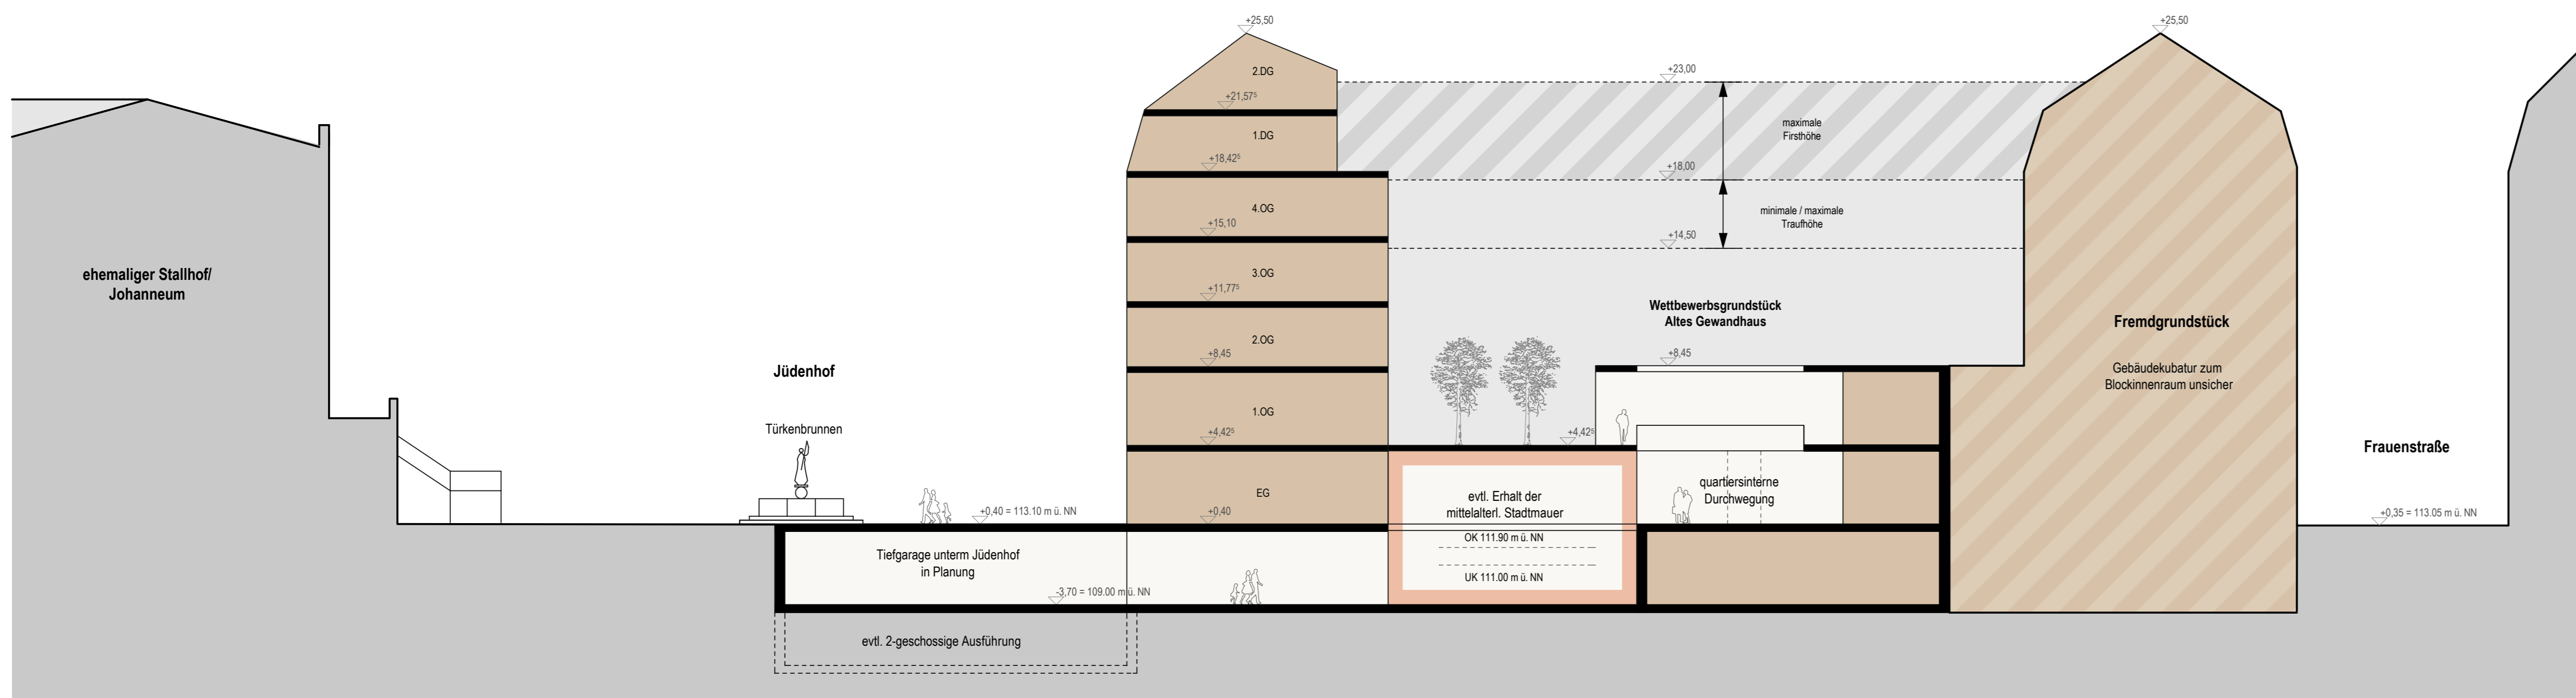 +25,50
+25,50
2.DG
+23,00
+21,57⁵
maximale
Firsthöhe
1.DG
+18,42⁵
+18,00
4.OG
minimale / maximale
Traufhöhe
+15,10
+14,50
ehemaliger Stallhof/
Johanneum
3.OG
+11,77⁵
Wettbewerbsgrundstück
Altes Gewandhaus
Fremdgrundstück
2.OG
+8,45
+8,45
Gebäudekubatur zum
Blockinnenraum unsicher
Jüdenhof
1.OG
Türkenbrunnen
+4,42⁵
+4,42⁵
Frauenstraße
EG
evtl. Erhalt der
mittelalterl. Stadtmauer
quartiersinterne
Durchwegung
+0,40 = 113.10 m ü. NN
+0,40
+0,35 = 113.05 m ü. NN
OK 111.90 m ü. NN
Tiefgarage unterm Jüdenhof
in Planung
UK 111.00 m ü. NN
-3,70 = 109.00 m ü. NN
evtl. 2-geschossige Ausführung